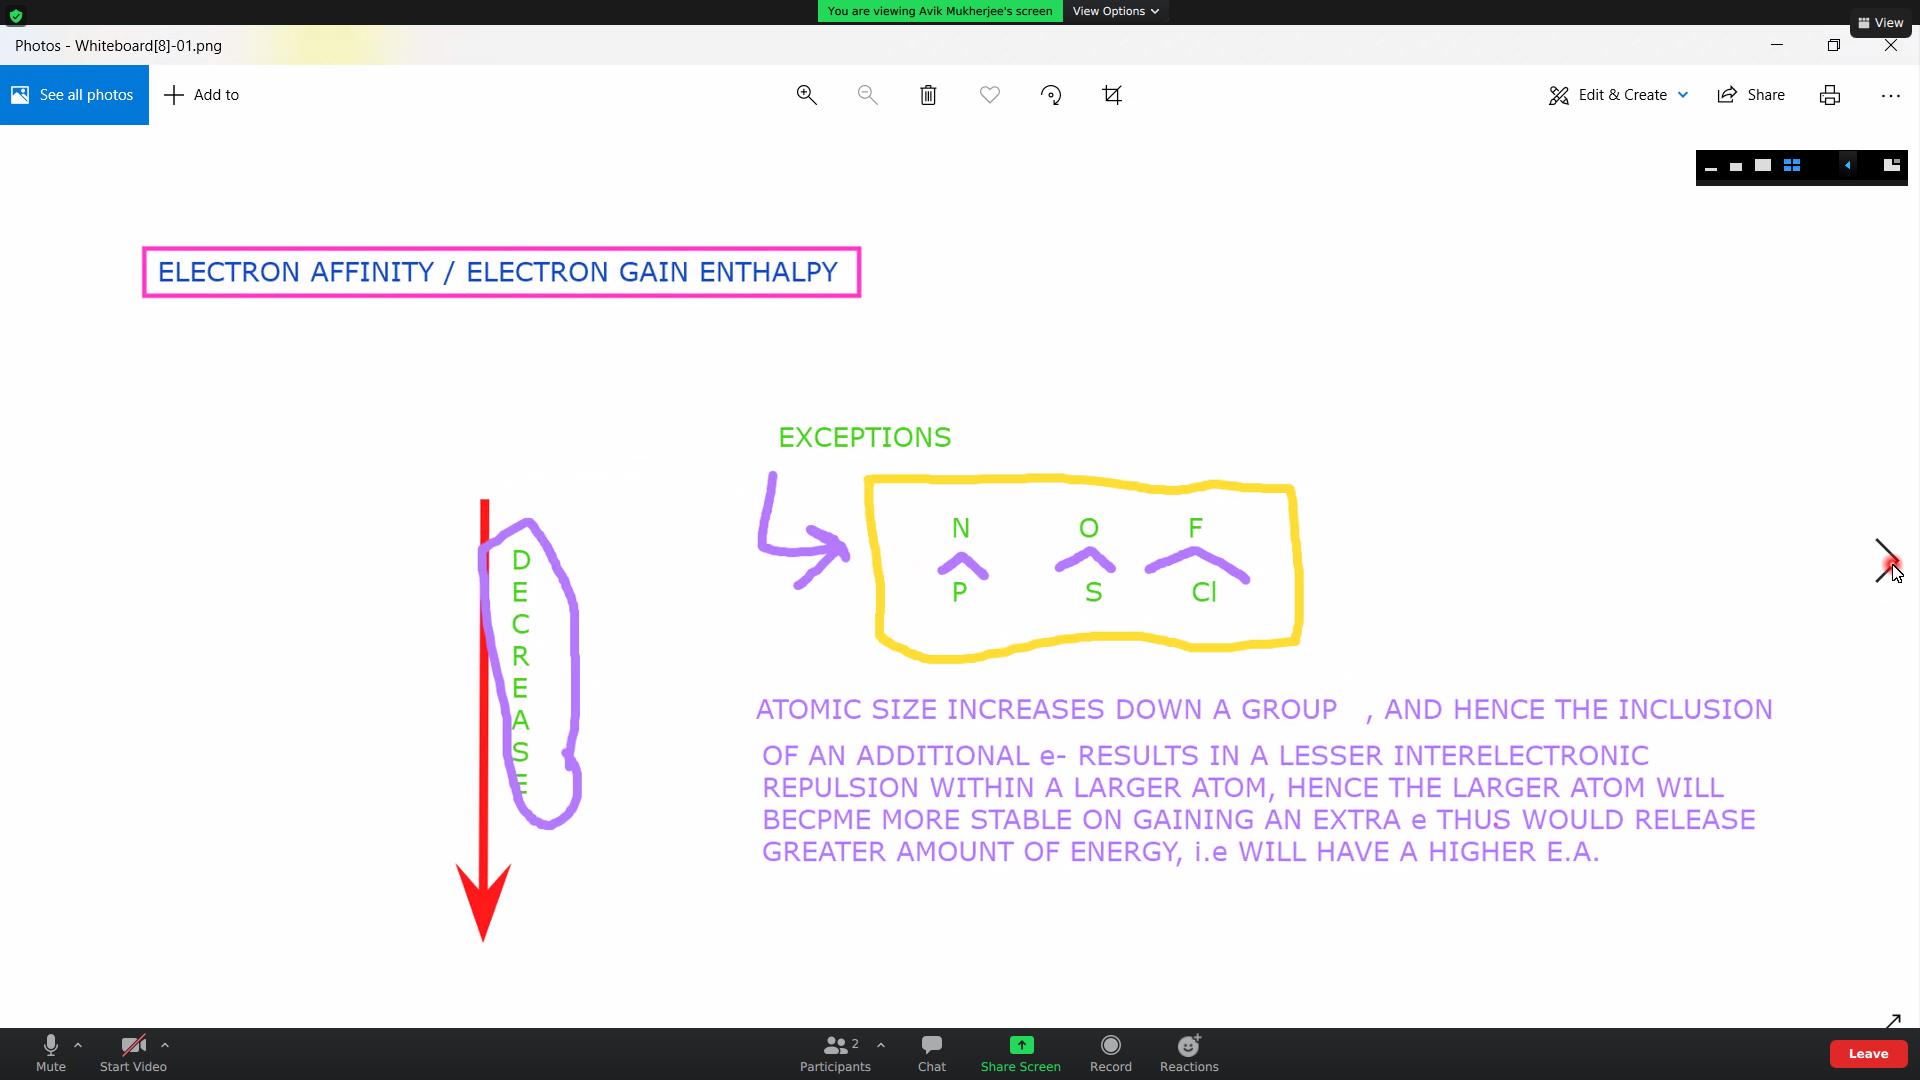 You are viewing Avik Mukherjee's screen View Options
View
Photos - Whiteboard[8]-01.png
See all photos Add to Edit & Create Share
ELECTRON AFFINITY / ELECTRON GAIN ENTHALPY
EXCEPTIONS
N O F
P S Cl
D
E
C
R
E
A
S
E
ATOMIC SIZE INCREASES DOWN A GROUP , AND HENCE THE INCLUSION
OF AN ADDITIONAL e- RESULTS IN A LESSER INTERELECTRONIC
REPULSION WITHIN A LARGER ATOM, HENCE THE LARGER ATOM WILL
BECPME MORE STABLE ON GAINING AN EXTRA e THUS WOULD RELEASE
GREATER AMOUNT OF ENERGY, i.e WILL HAVE A HIGHER E.A.
Mute Start Video Participants 2 Chat Share Screen Record Reactions Leave